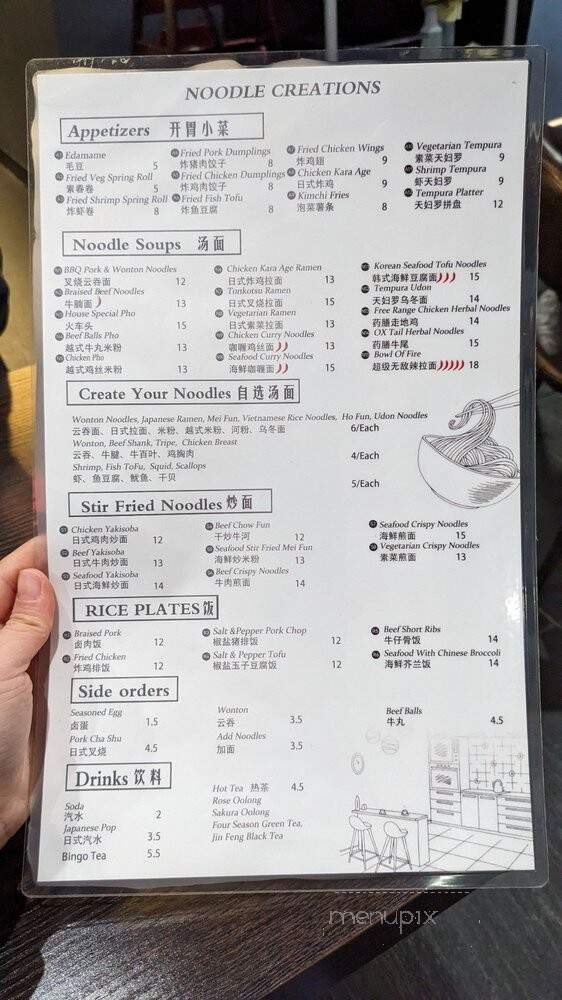 NOODLE CREATIONS
Appetizers 开胃小菜
Edamame
毛豆 5
Fried Veg Spring Roll
素春卷 5
Fried Shrimp Spring Roll
炸虾卷 8
Fried Pork Dumplings
炸猪肉饺子 8
Fried Chicken Dumplings
炸鸡肉饺子 8
Fried Fish Tofu
炸鱼豆腐 8
Fried Chicken Wings
炸鸡翅 9
Chicken Kara Age
日式炸鸡 9
Kimchi Fries
泡菜薯条 8
Vegetarian Tempura
素菜天妇罗 9
Shrimp Tempura
虾天妇罗 9
Tempura Platter
天妇罗拼盘 12
Noodle Soups 汤面
BBQ Pork & Wonton Noodles
叉烧云吞面 12
Braised Beef Noodles
牛腩面 13
House Special Pho
火车头 15
Beef Balls Pho
越式牛丸米粉 13
Chicken Pho
越式鸡丝米粉 13
Chicken Kara Age Ramen
日式炸鸡拉面 13
Tonkotsu Ramen
日式叉烧拉面 15
Vegetarian Ramen
日式素菜拉面 13
Chicken Curry Noodles
咖喱鸡丝面 13
Seafood Curry Noodles
海鲜咖喱面 15
Korean Seafood Tofu Noodles
韩式海鲜豆腐面 15
Tempura Udon
天妇罗乌冬面 14
Free Range Chicken Herbal Noodles
药膳走地鸡 14
OX Tail Herbal Noodles
药膳牛尾 15
Bowl Of Fire
超级无敌辣拉面 18
Create Your Noodles 自选汤面
Wonton Noodles, Japanese Ramen, Mei Fun, Vietnamese Rice Noodles, Ho Fun, Udon Noodles
云吞面、日式拉面、米粉、越式米粉、河粉、乌冬面 6/Each
Wonton, Beef Shank, Tripe, Chicken Breast
云吞、牛腱、牛百叶、鸡胸肉 4/Each
Shrimp, Fish ToFu, Squid, Scallops
虾、鱼豆腐、鱿鱼、干贝 5/Each
Stir Fried Noodles 炒面
Chicken Yakisoba
日式鸡肉炒面 12
Beef Yakisoba
日式牛肉炒面 13
Seafood Yakisoba
日式海鲜炒面 14
Beef Chow Fun
干炒牛河 12
Seafood Stir Fried Mei Fun
海鲜炒米粉 13
Beef Crispy Noodles
牛肉煎面 14
Seafood Crispy Noodles
海鲜煎面 15
Vegetarian Crispy Noodles
素菜煎面 13
RICE PLATES饭
Braised Pork
卤肉饭 12
Fried Chicken
炸鸡排饭 12
Salt &Pepper Pork Chop
椒盐猪排饭 12
Salt & Pepper Tofu
椒盐玉子豆腐饭 12
Beef Short Ribs
牛仔骨饭 14
Seafood With Chinese Broccoli
海鲜芥兰饭 14
Side orders
Seasoned Egg
卤蛋 1.5
Pork Cha Shu
日式叉烧 4.5
Wonton
云吞 3.5
Add Noodles
加面 3.5
Beef Balls
牛丸 4.5
Drinks 饮料
Soda
汽水 2
Japanese Pop
日式汽水 3.5
Bingo Tea 5.5
Hot Tea 热茶 4.5
Rose Oolong
Sakura Oolong
Four Season Green Tea,
Jin Feng Black Tea
menupix